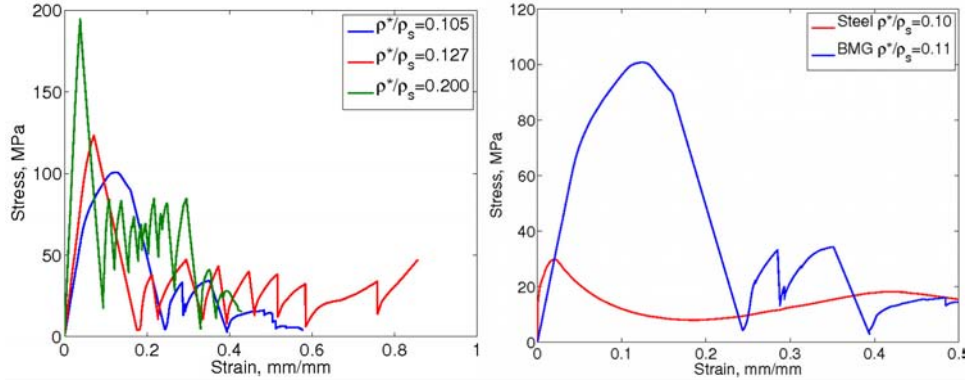 200
150
100
50
0
Stress, MPa
0
0.2
0.4
0.6
0.8
1
Strain, mm/mm
ρ*/ρs=0.105
ρ*/ρs=0.127
ρ*/ρs=0.200
120
100
80
60
40
20
0
Stress, MPa
0
0.1
0.2
0.3
0.4
0.5
Strain, mm/mm
Steel ρ*/ρs=0.10
BMG ρ*/ρs=0.11